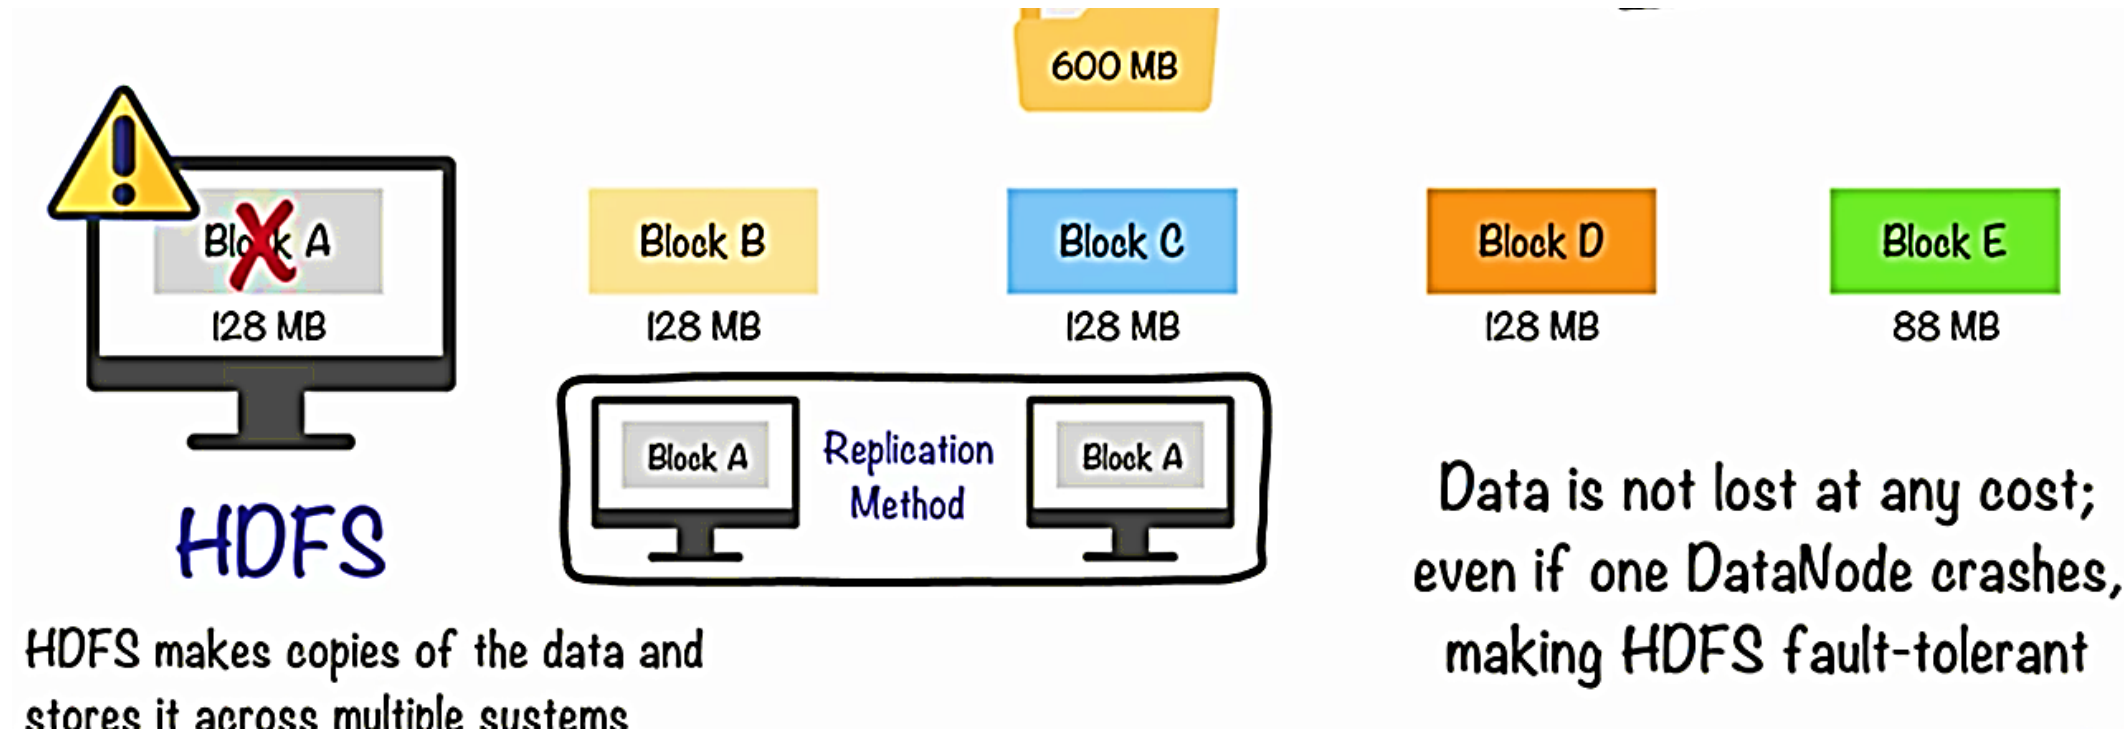 600 MB
Block A
Block B
Block C
Block D
Block E
128 MB
128 MB
128 MB
128 MB
88 MB
Block A
Replication
Method
Block A
HDFS
Data is not lost at any cost;
even if one DataNode crashes,
making HDFS fault-tolerant
HDFS makes copies of the data and
stores it across multiple systems